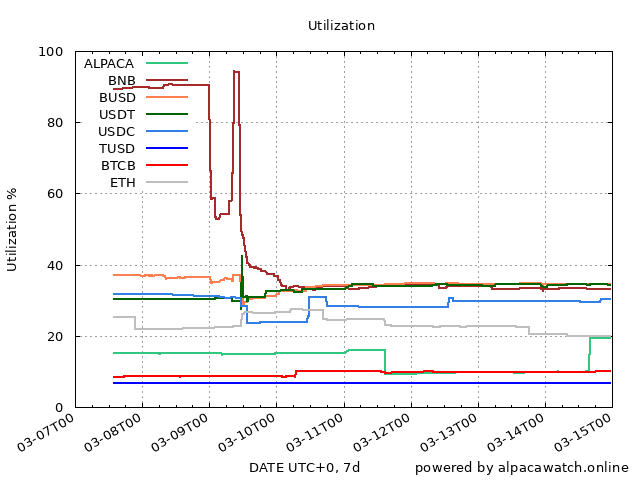 Utilization
100
80
60
40
20
0
Utilization %
ALPACA
BNB
BUSD
USDT
USDC
TUSD
BTCB
ETH
03-07T00
03-08T00
03-09T00
03-10T00
03-11T00
03-12T00
03-13T00
03-14T00
03-15T00
DATE UTC+0, 7d
powered by alpacawatch.online